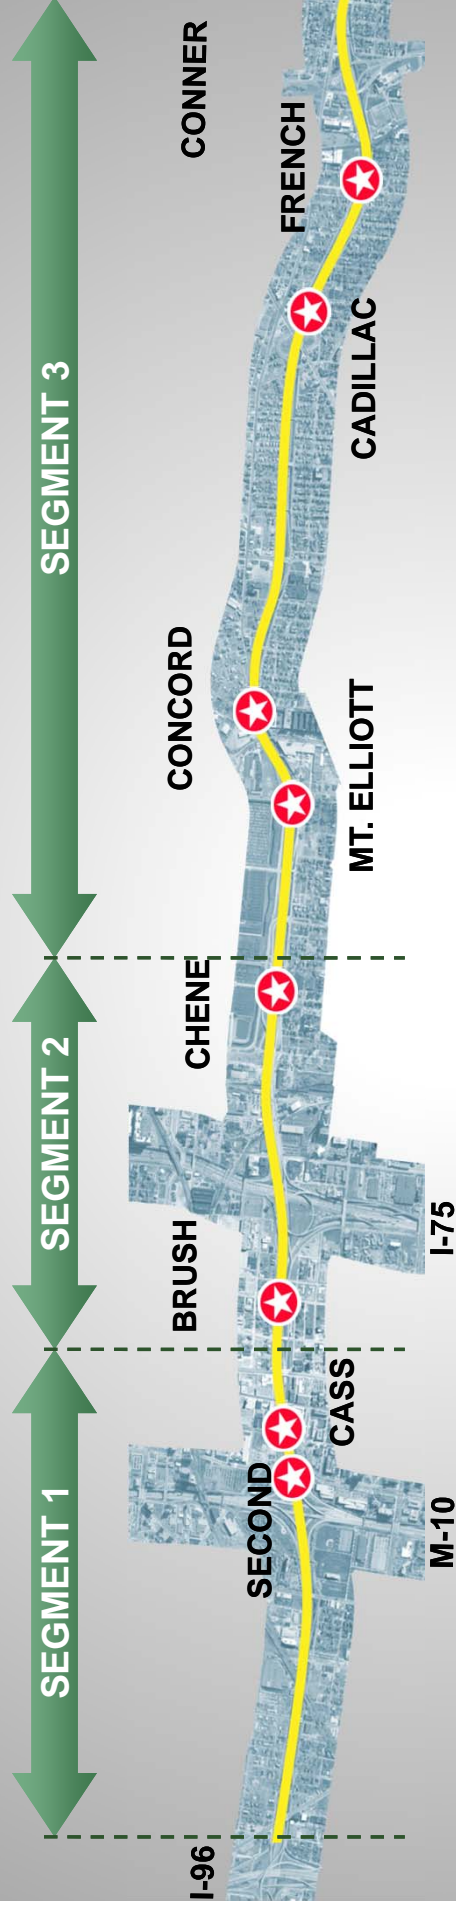 SEGMENT 1
SEGMENT 2
SEGMENT 3
I-96
SECOND
M-10
CASS
BRUSH
I-75
CHENE
MT. ELLIOTT
CONCORD
CADILLAC
FRENCH
CONNER